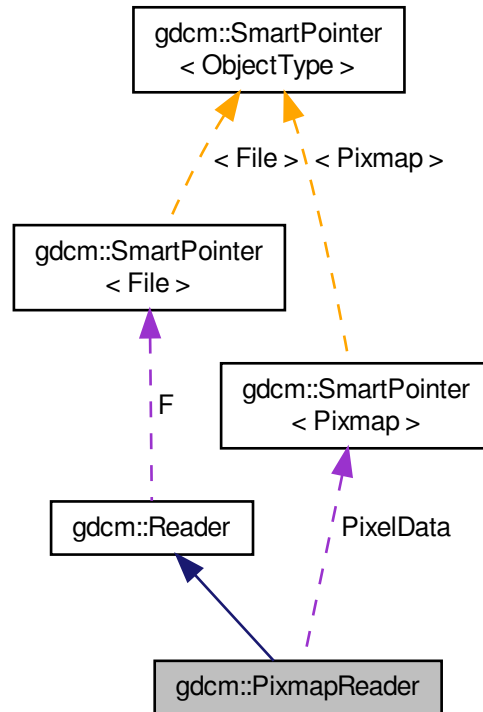 gdcm::SmartPointer
< ObjectType >
< File >
< Pixmap >
gdcm::SmartPointer
< File >
gdcm::SmartPointer
< Pixmap >
F
gdcm::Reader
PixelData
gdcm::PixmapReader